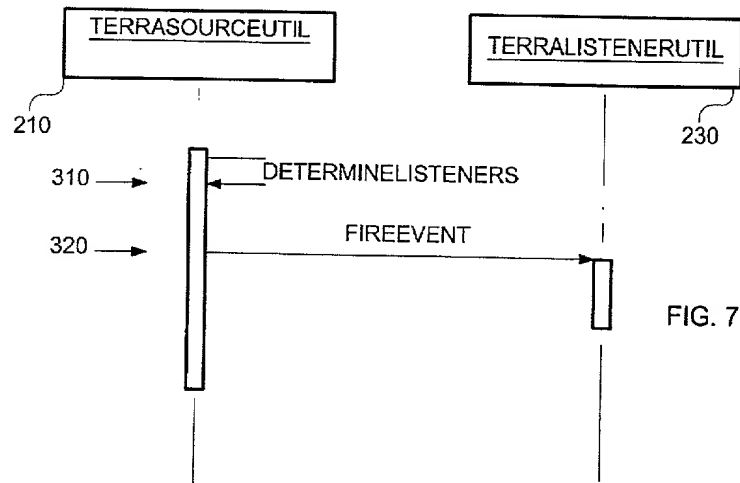 TERRASOURCEUTIL
TERRALISTENERUTIL
210
230
310
DETERMINELISTENERS
320
FIREEVENT
FIG. 7